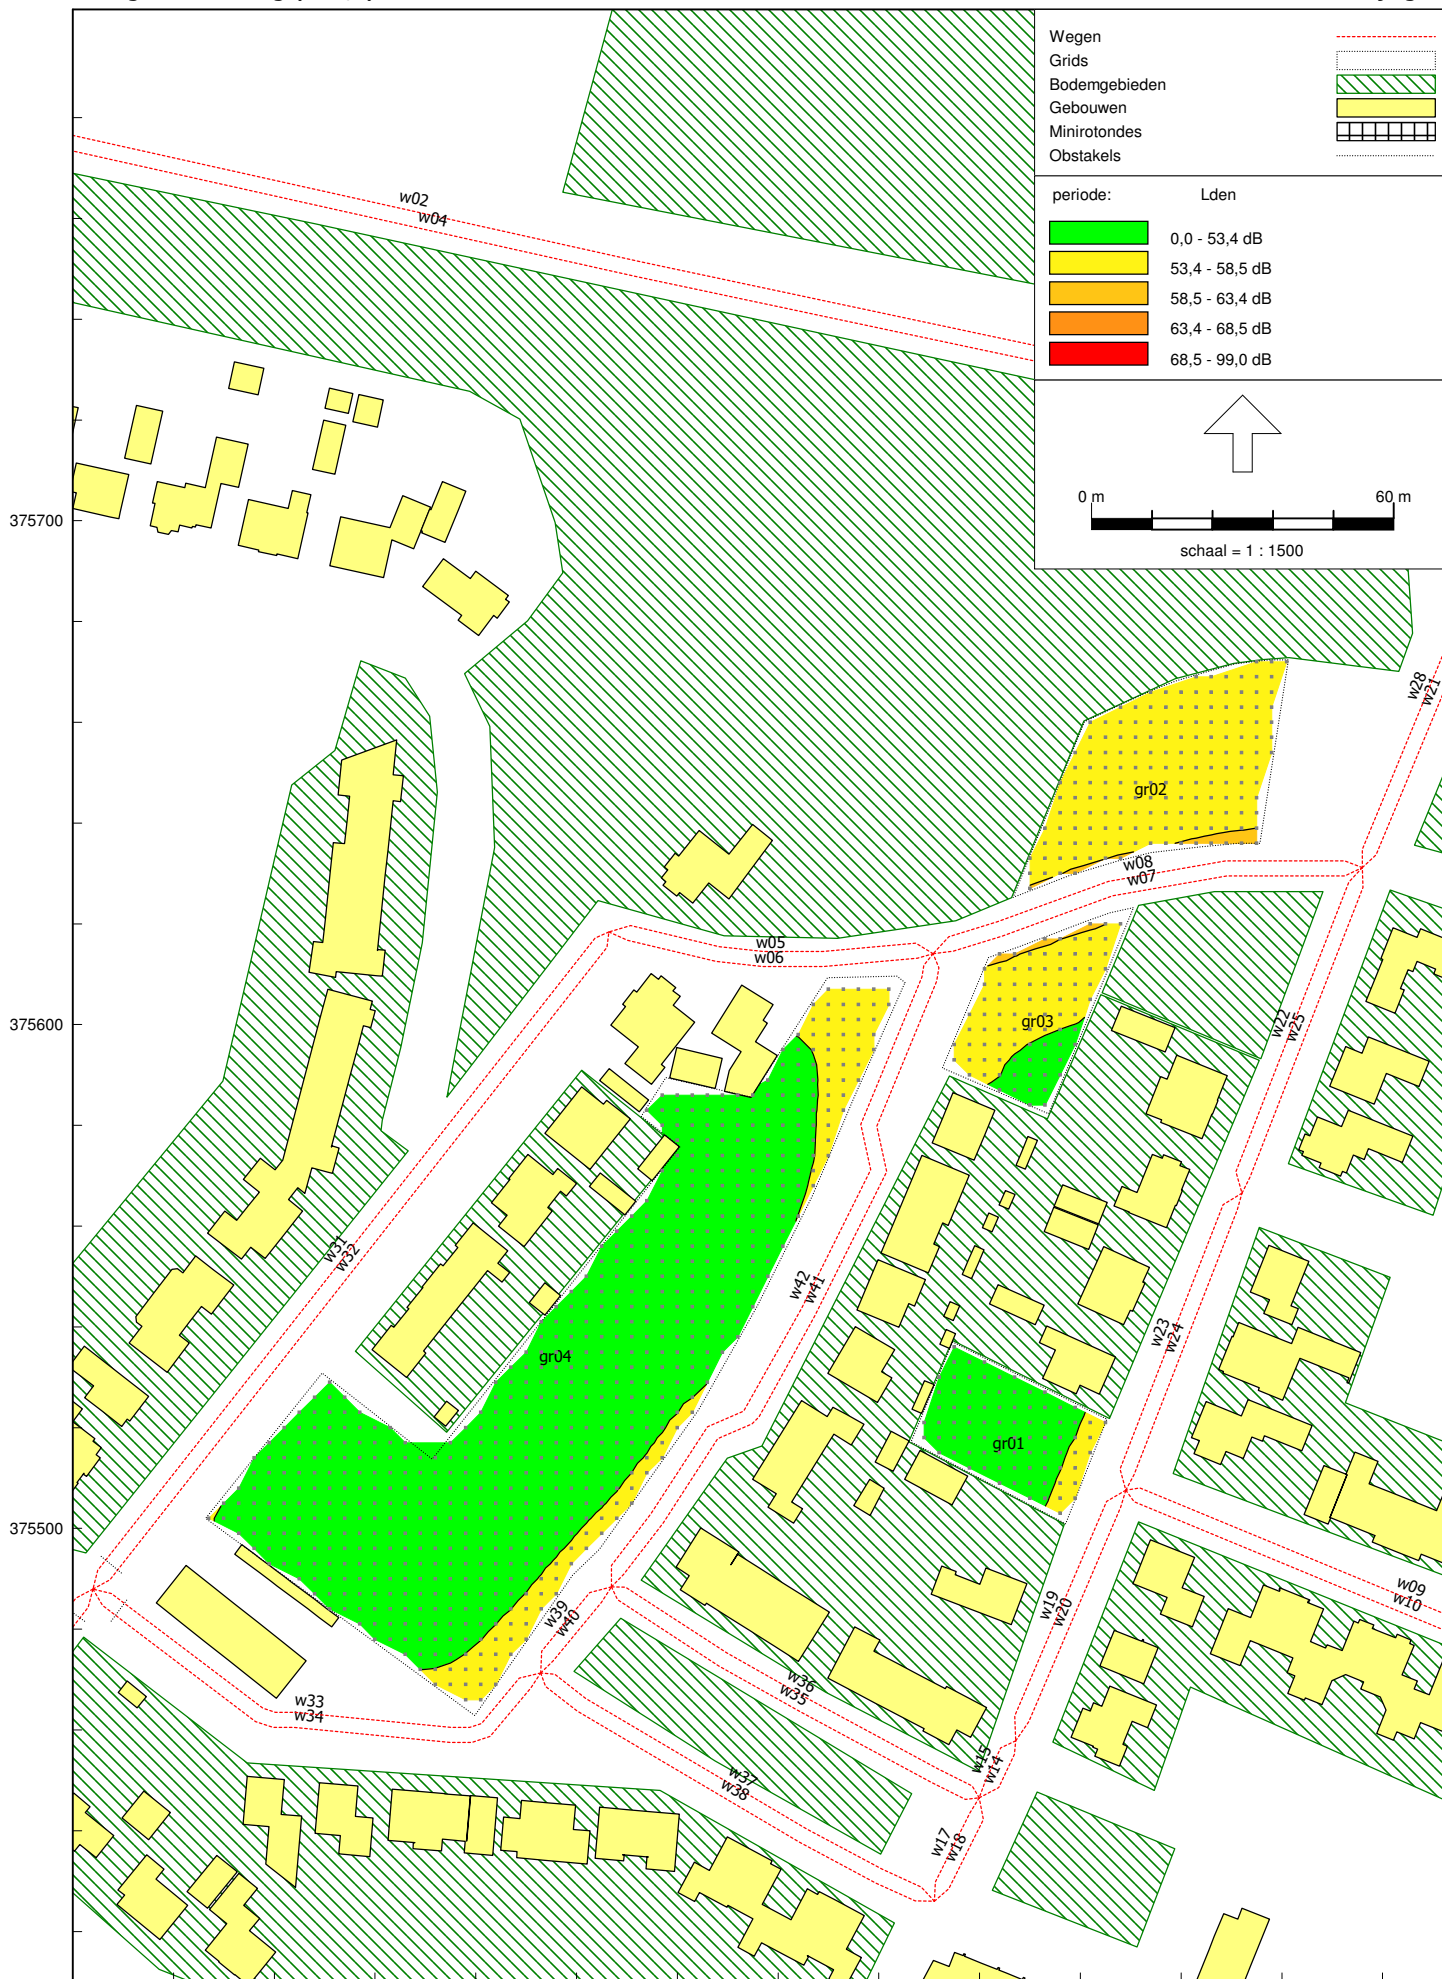 Wegen
Grids
Bodemgebieden
Gebouwen
Minirotondes
Obstakels
periode: Lden
0,0 - 53,4 dB
53,4 - 58,5 dB
58,5 - 63,4 dB
63,4 - 68,5 dB
68,5 - 99,0 dB
0 m 60 m
schaal = 1 : 1500
w02
w04
375700
w28
w21
gr02
w08
w07
w05
w06
375600
gr03
w22
w25
w31
w32
w42
w41
w23
w24
gr04
gr01
375500
w39
w40
w19
w20
w09
w10
w36
w35
w33
w34
w15
w14
w37
w38
w17
w18